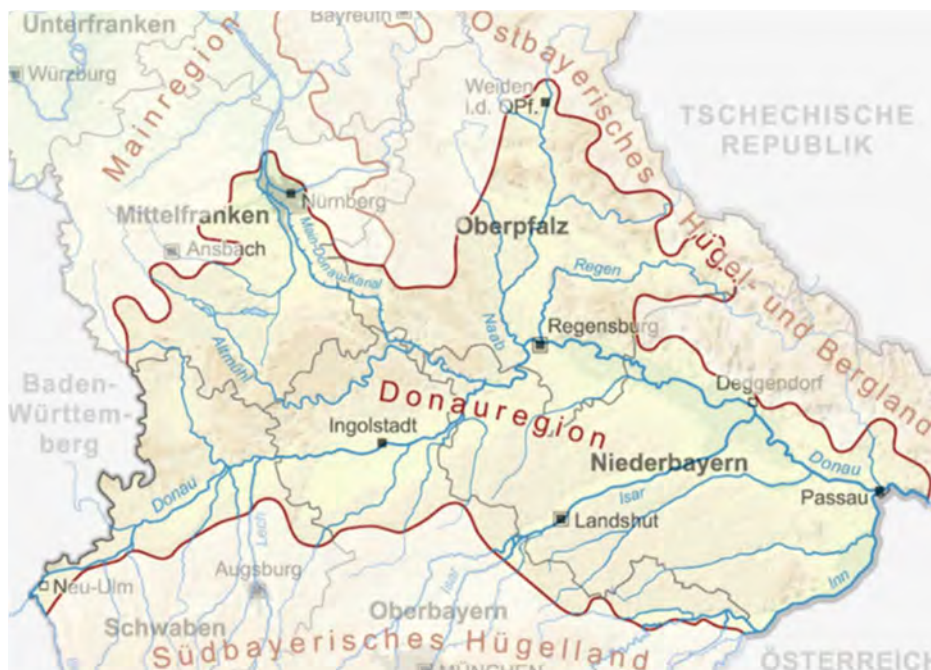 Unterfranken
Bayreuth
Würzburg
Mainregion
Ostbayerisches
Hügel- und Bergland
Weiden
i.d. OPf.
TSCHECHISCHE
REPUBLIK
Nürnberg
Mittelfranken
Oberpfalz
Ansbach
Main-Donau-Kanal
Regen
Naab
Regensburg
Altmühl
Baden-
Württem-
berg
Donauregion
Deggendorf
Ingolstadt
Niederbayern
Donau
Donau
Isar
Passau
Landshut
Lech
Neu-Ulm
Augsburg
Isar
Inn
Oberbayern
Schwaben
Südbayerisches Hügelland
MÜNCHEN
ÖSTERREICH